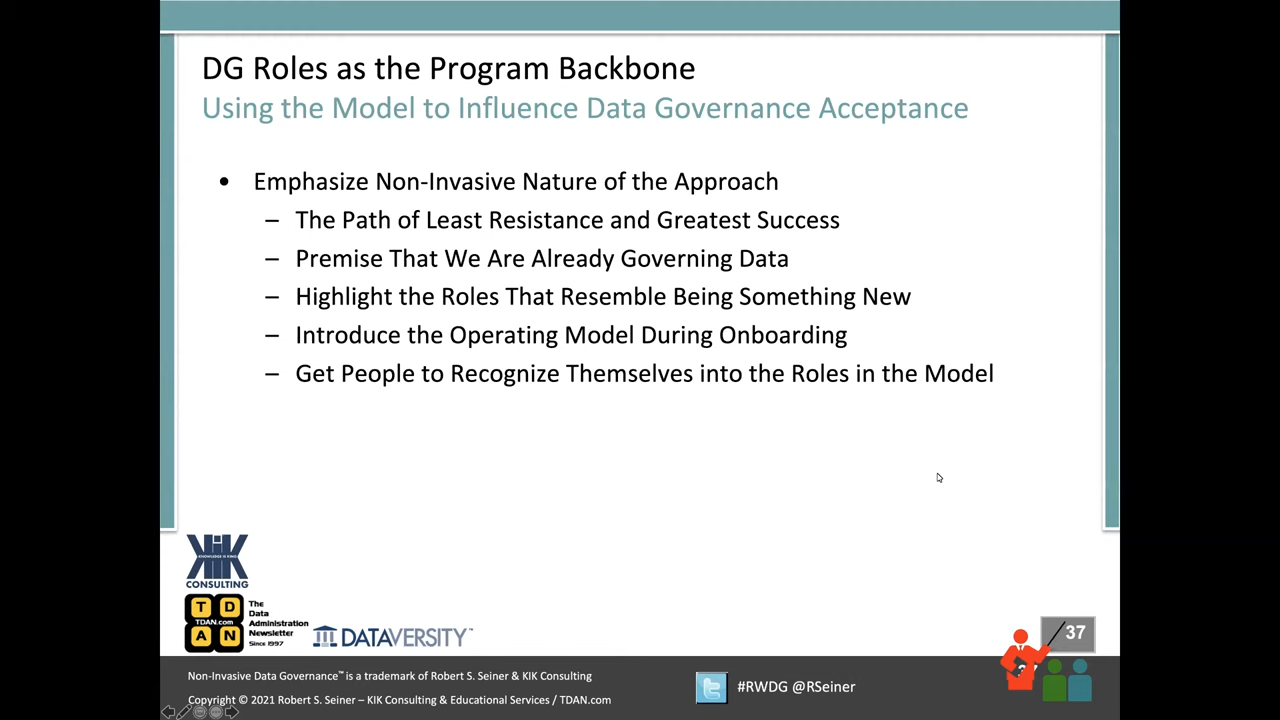 DG Roles as the Program Backbone
Using the Model to Influence Data Governance Acceptance
• Emphasize Non-Invasive Nature of the Approach
– The Path of Least Resistance and Greatest Success
– Premise That We Are Already Governing Data
– Highlight the Roles That Resemble Being Something New
– Introduce the Operating Model During Onboarding
– Get People to Recognize Themselves into the Roles in the Model
KIK
KNOWLEDGE IS KING
CONSULTING
T D
TDAN.com
A N
The
Data
Administration
Newsletter
Since 1997
DATAVERSITY™
37
Non-Invasive Data Governance™ is a trademark of Robert S. Seiner & KIK Consulting
Copyright © 2021 Robert S. Seiner – KIK Consulting & Educational Services / TDAN.com
#RWDG @RSeiner